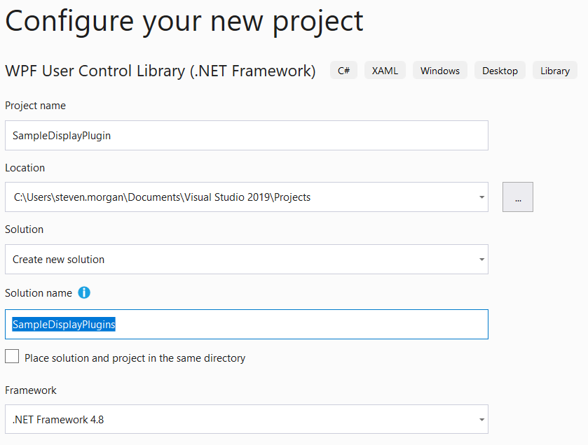 Configure your new project
WPF User Control Library (.NET Framework) C# XAML Windows Desktop Library
Project name
SampleDisplayPlugin
Location
C:\Users\steven.morgan\Documents\Visual Studio 2019\Projects ...
Solution
Create new solution
Solution name
SampleDisplayPlugins
Place solution and project in the same directory
Framework
.NET Framework 4.8